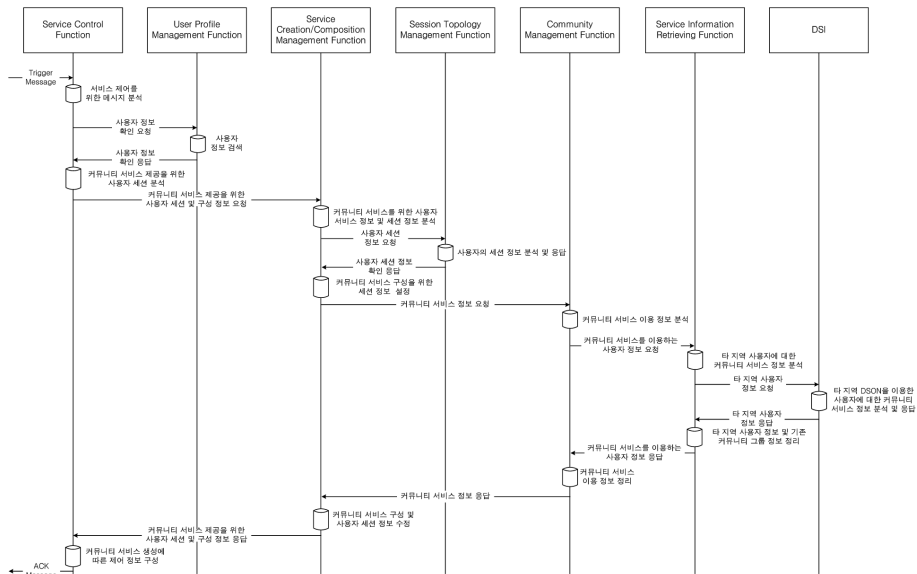 Service Control
Function
User Profile
Management Function
Service
Creation/Composition
Management Function
Session Topology
Management Function
Community
Management Function
Service Information
Retrieving Function
DSI
Trigger
Message
서비스 제어를
위한 메시지 분석
사용자 정보
확인 요청
사용자
정보 검색
사용자 정보
확인 응답
커뮤니티 서비스 제공을 위한
사용자 세션 분석
커뮤니티 서비스 제공을 위한
사용자 세션 및 구성 정보 요청
커뮤니티 서비스를 위한 사용자
서비스 정보 및 세션 정보 분석
사용자 세션
정보 요청
사용자의 세션 정보 분석 및 응답
사용자 세션 정보
확인 응답
커뮤니티 서비스 구성을 위한
세션 정보 설정
커뮤니티 서비스 정보 요청
커뮤니티 서비스 이용 정보 분석
커뮤니티 서비스를 이용하는
사용자 정보 요청
타 지역 사용자에 대한
커뮤니티 서비스 정보 분석
타 지역 사용자
정보 요청
타 지역 DSON을 이용한
사용자에 대한 커뮤니티
서비스 정보 분석 및 응답
타 지역 사용자
정보 응답
타 지역 사용자 정보 및 기존
커뮤니티 그룹 정보 정리
커뮤니티 서비스를 이용하는
사용자 정보 응답
커뮤니티 서비스
이용 정보 정리
커뮤니티 서비스 정보 응답
커뮤니티 서비스 구성 및
사용자 세션 정보 수정
커뮤니티 서비스 제공을 위한
사용자 세션 및 구성 정보 응답
커뮤니티 서비스 생성에
따른 제어 정보 구성
ACK
Message